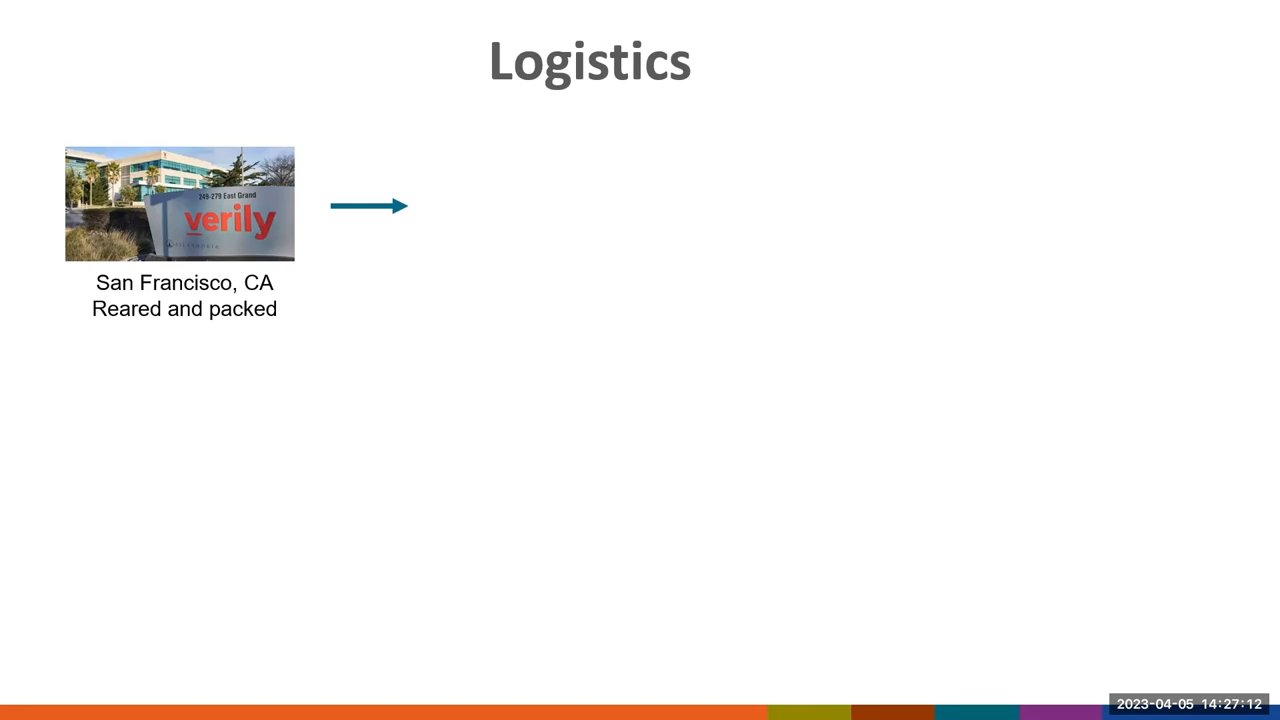 Logistics
249-279 East Grand
verily
San Francisco, CA
Reared and packed
2023-04-05 14:27:12